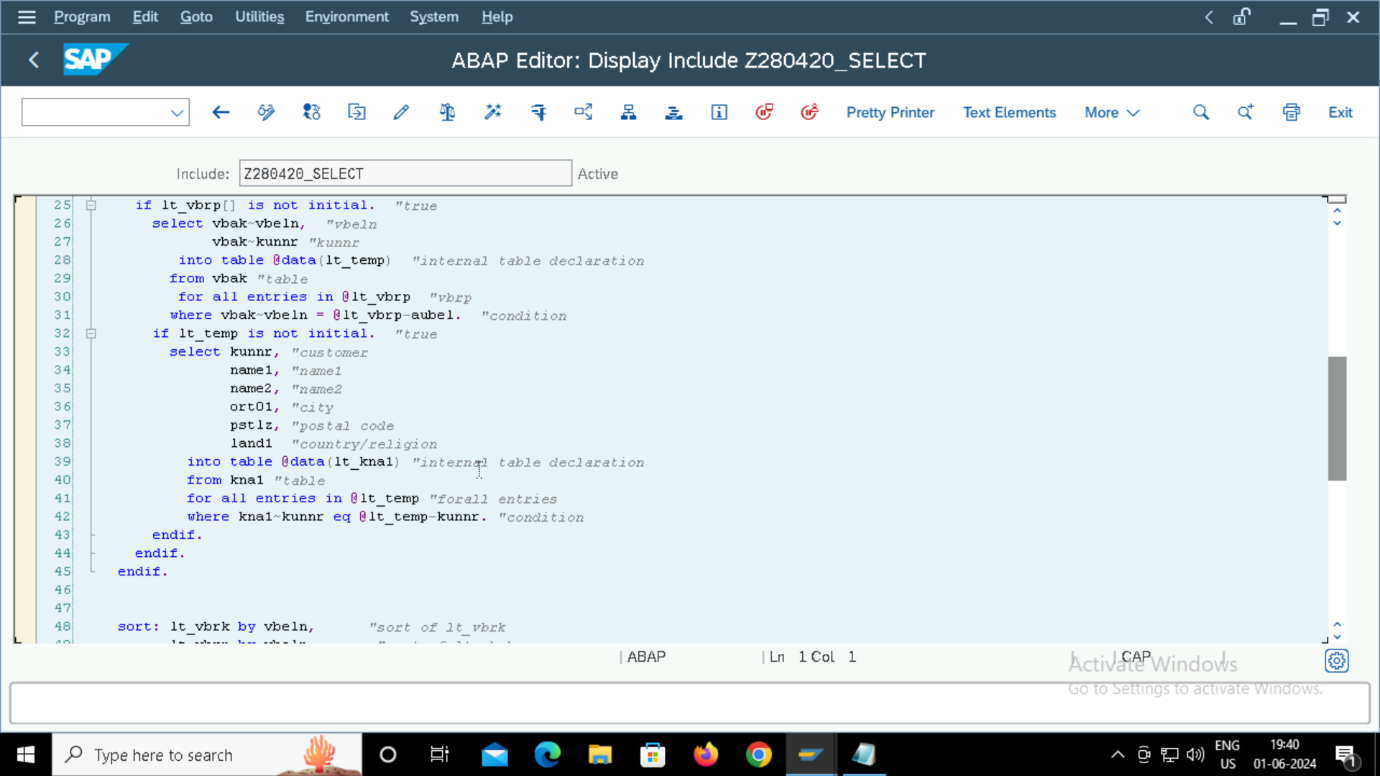 Program Edit Goto Utilities Environment System Help
SAP ABAP Editor: Display Include Z280420_SELECT
Pretty Printer Text Elements More Exit
Include: Z280420_SELECT Active
25 if lt_vbrp[] is not initial. "true
26 select vbak~vbeln, "vbeln
27 vbak~kunnr "kunnr
28 into table @data(lt_temp) "internal table declaration
29 from vbak "table
30 for all entries in @lt_vbrp "vbrp
31 where vbak~vbeln = @lt_vbrp-aubel. "condition
32 if lt_temp is not initial. "true
33 select kunnr, "customer
34 name1, "name1
35 name2, "name2
36 ort01, "city
37 pstlz, "postal code
38 land1 "country/religion
39 into table @data(lt_kna1) "internal table declaration
40 from kna1 "table
41 for all entries in @lt_temp "forall entries
42 where kna1~kunnr eq @lt_temp-kunnr. "condition
43 endif.
44 endif.
45 endif.
46
47
48 sort: lt_vbrk by vbeln, "sort of lt_vbrk
ABAP Ln 1 Col 1 CAP
Activate Windows
Go to Settings to activate Windows.
Type here to search
ENG
US
19:40
01-06-2024
1